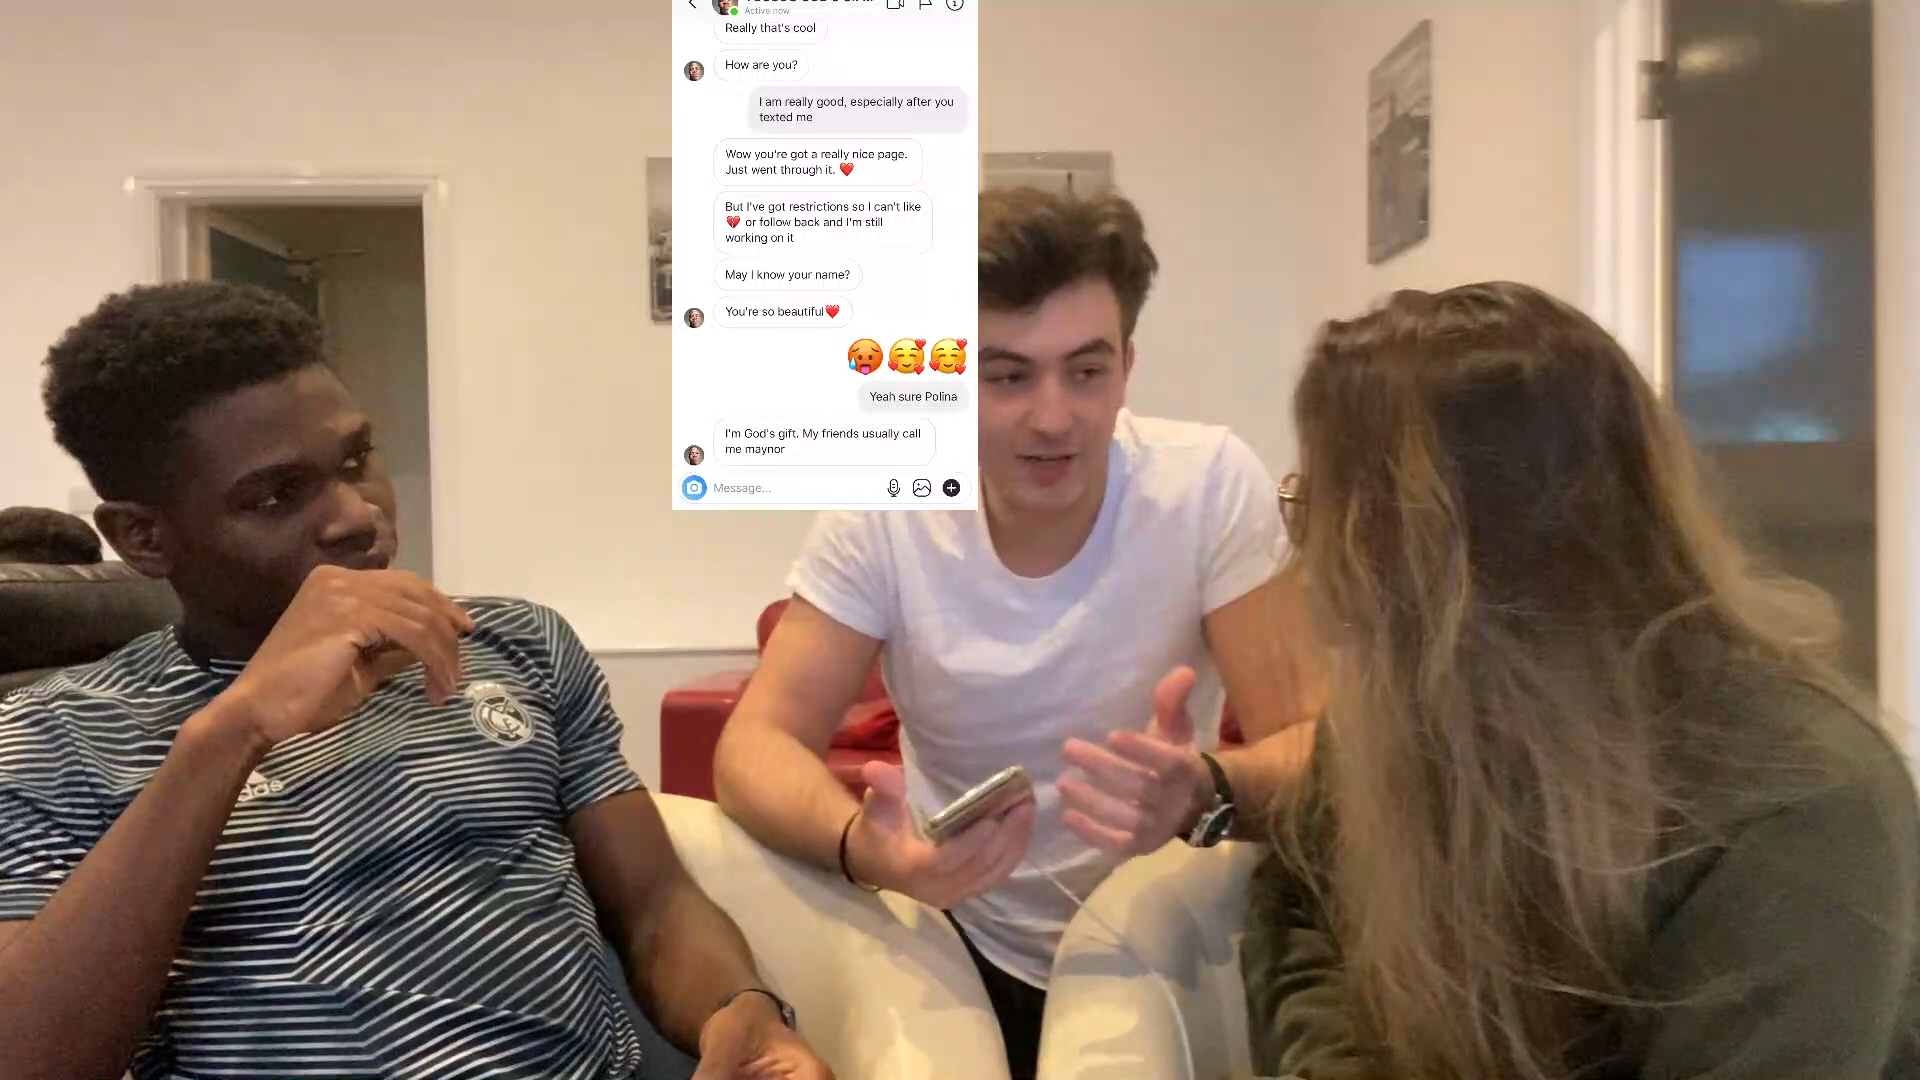 Active now
Really that's cool
How are you?
I am really good, especially after you
texted me
Wow you're got a really nice page.
Just went through it. ❤️
But I've got restrictions so I can't like
💔 or follow back and I'm still
working on it
May I know your name?
You're so beautiful❤️
🥵🥰🥰
Yeah sure Polina
I'm God's gift. My friends usually call
me maynor
Message...
adidas